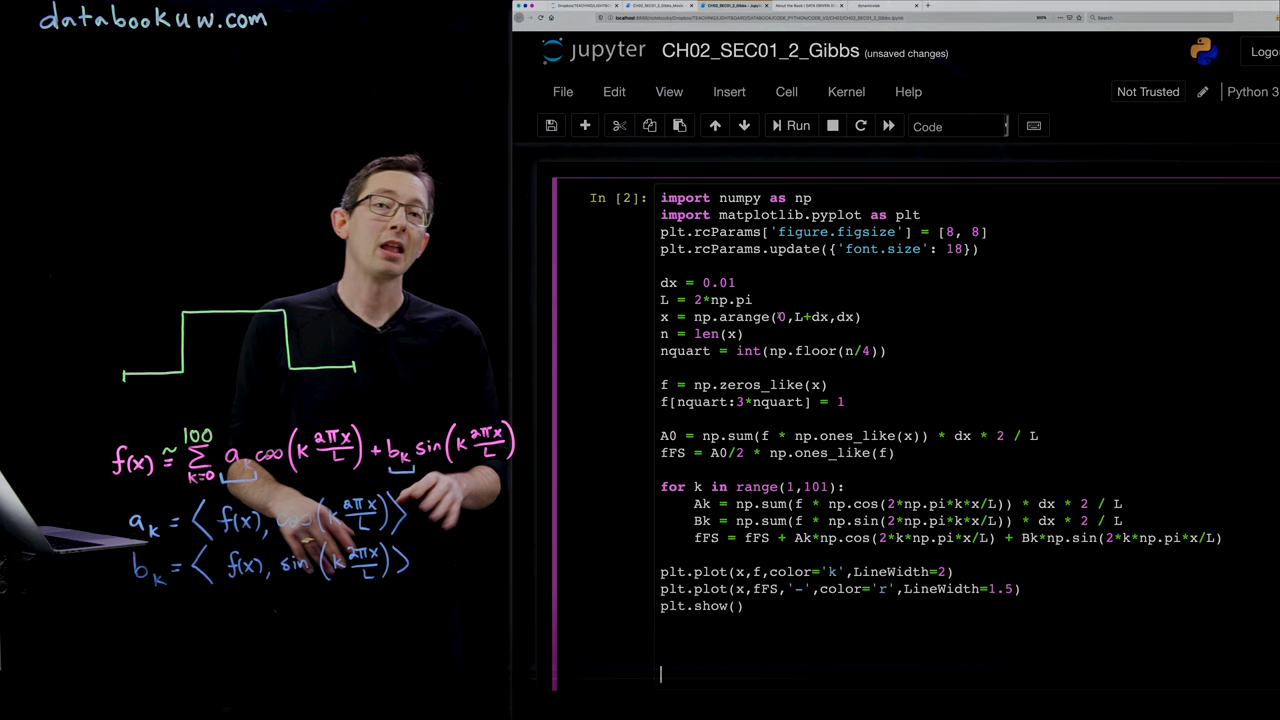 databookuw.com
f(x) ≅ 100 ∑ k=0 a_k cos(k 2πx/L) + b_k sin(k 2πx/L)
a_k = ⟨ f(x), cos(k 2πx/L) ⟩
b_k = ⟨ f(x), sin(k 2πx/L) ⟩
jupyter CH02_SEC01_2_Gibbs (unsaved changes)
Logo
File Edit View Insert Cell Kernel Help
Not Trusted
Python 3
Run
Code
In [2]:
import numpy as np
import matplotlib.pyplot as plt
plt.rcParams['figure.figsize'] = [8, 8]
plt.rcParams.update({'font.size': 18})
dx = 0.01
L = 2*np.pi
x = np.arange(0,L+dx,dx)
n = len(x)
nquart = int(np.floor(n/4))
f = np.zeros_like(x)
f[nquart:3*nquart] = 1
A0 = np.sum(f * np.ones_like(x)) * dx * 2 / L
fFS = A0/2 * np.ones_like(f)
for k in range(1,101):
    Ak = np.sum(f * np.cos(2*np.pi*k*x/L)) * dx * 2 / L
    Bk = np.sum(f * np.sin(2*np.pi*k*x/L)) * dx * 2 / L
    fFS = fFS + Ak*np.cos(2*k*np.pi*x/L) + Bk*np.sin(2*k*np.pi*x/L)
plt.plot(x,f,color='k',LineWidth=2)
plt.plot(x,fFS,'-',color='r',LineWidth=1.5)
plt.show()